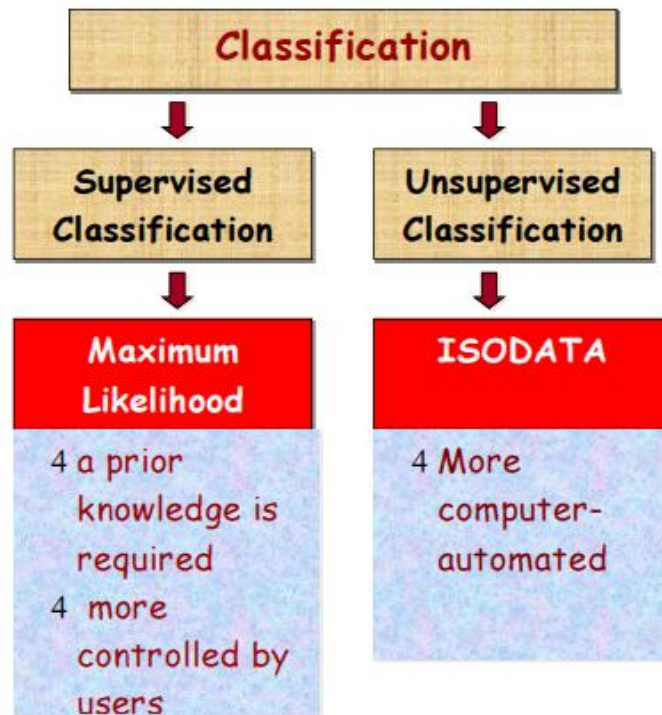 Classification
Supervised
Classification
Unsupervised
Classification
Maximum
Likelihood
4 a prior
knowledge is
required
4 more
controlled by
users
ISODATA
4 More
computer-
automated